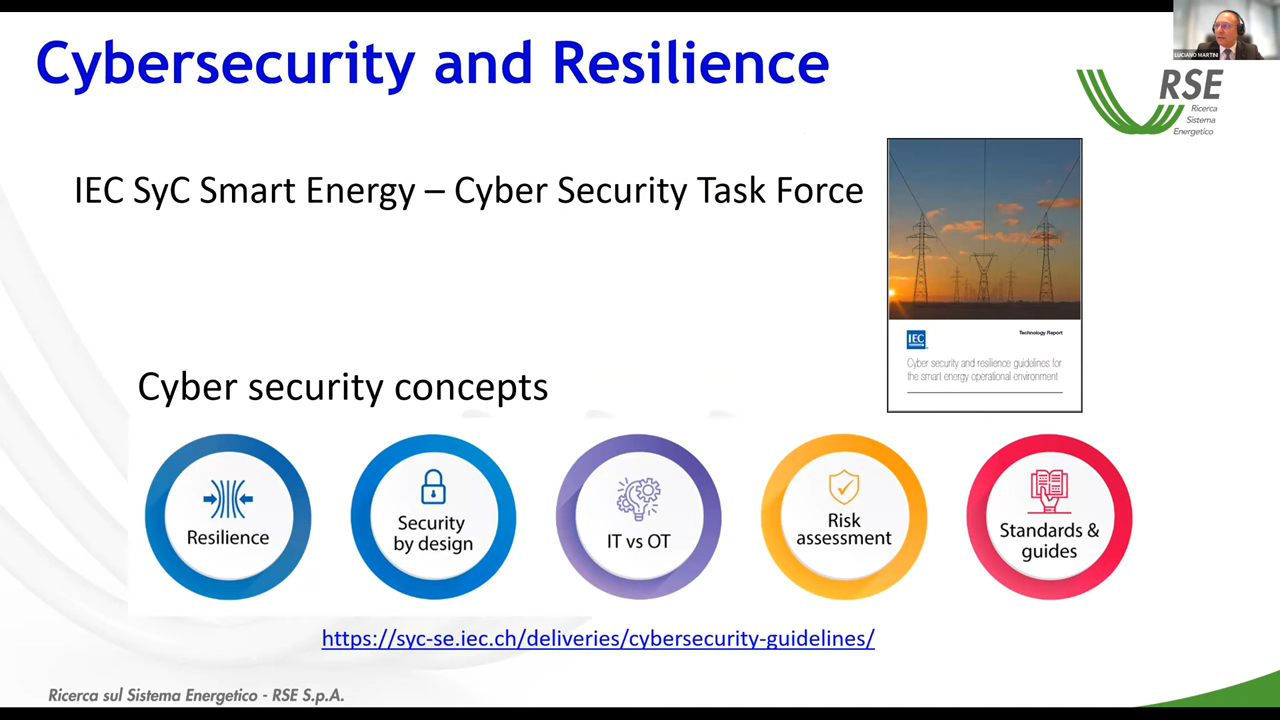 Cybersecurity and Resilience
LUCIANO MARTINI
RSE
Ricerca
Sistema
Energetico
IEC SyC Smart Energy – Cyber Security Task Force
IEC
Technology Report
Cyber security and resilience guidelines for
the smart energy operational environment
Cyber security concepts
Resilience
Security
by design
IT vs OT
Risk
assessment
Standards &
guides
https://syc-se.iec.ch/deliveries/cybersecurity-guidelines/
Ricerca sul Sistema Energetico - RSE S.p.A.